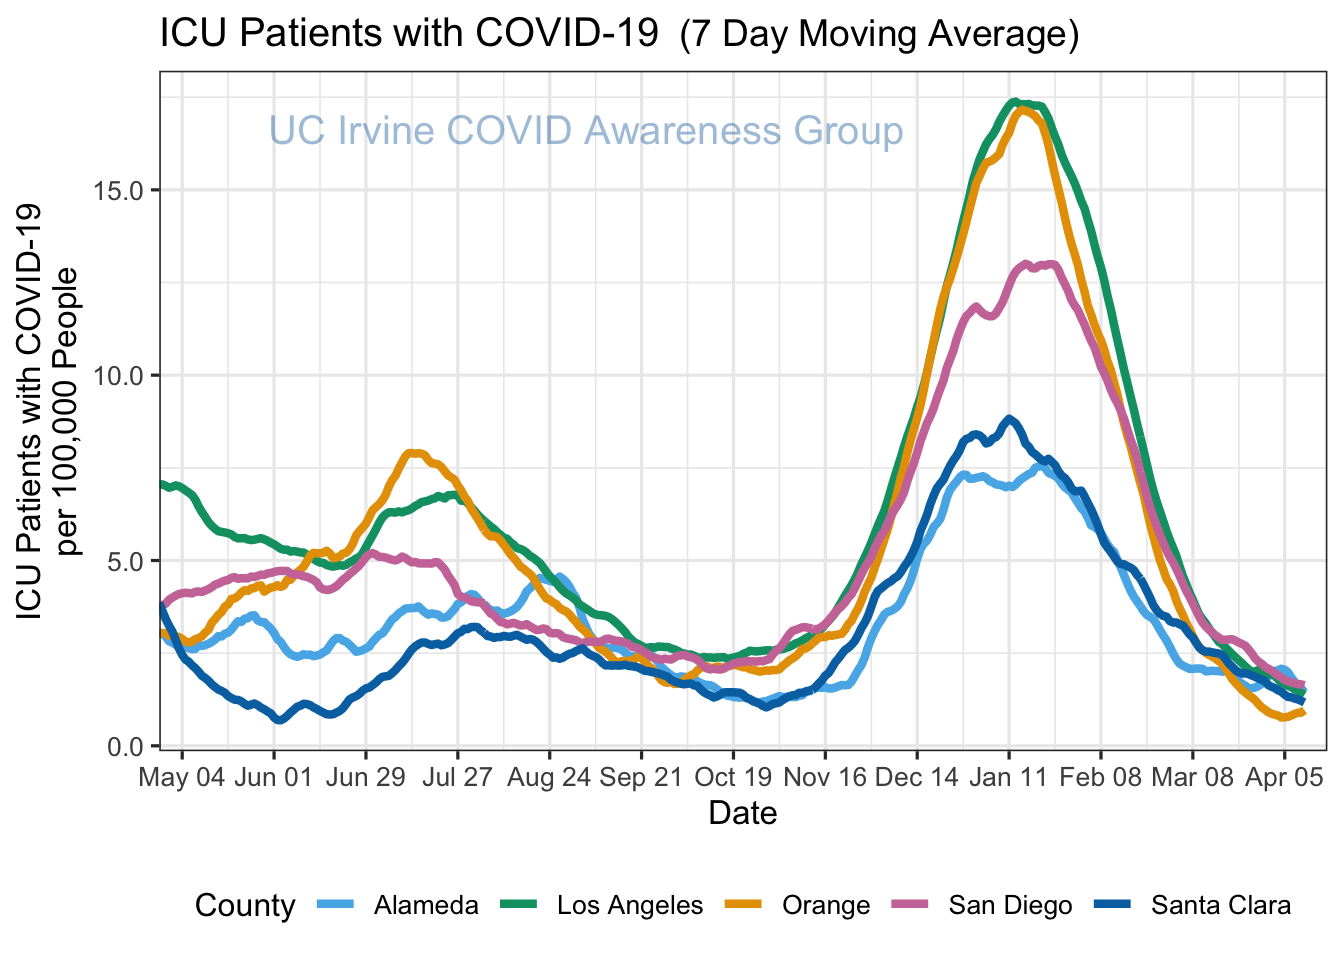 ICU Patients with COVID-19  (7 Day Moving Average)
UC Irvine COVID Awareness Group
ICU Patients with COVID-19
per 100,000 People
15.0
10.0
5.0
0.0
May 04 Jun 01 Jun 29 Jul 27 Aug 24 Sep 21 Oct 19 Nov 16 Dec 14 Jan 11 Feb 08 Mar 08 Apr 05
Date
County Alameda Los Angeles Orange San Diego Santa Clara